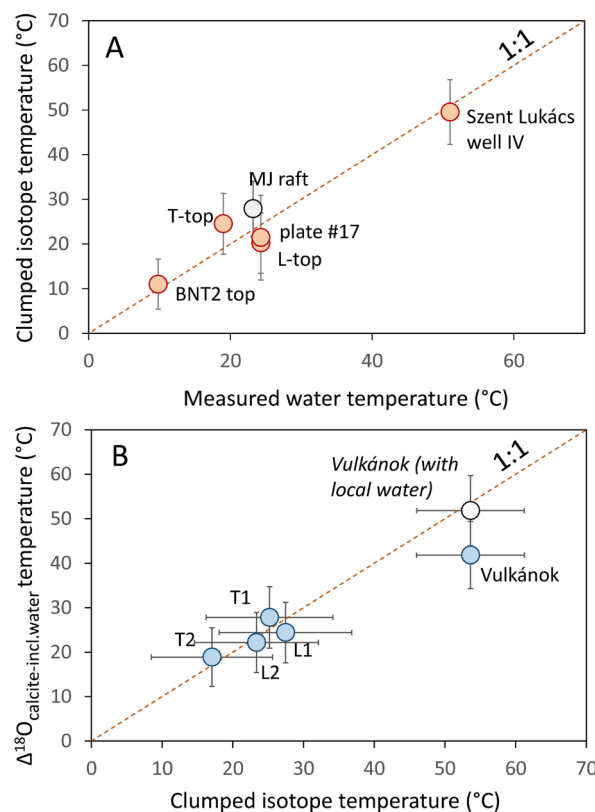 A
1:1
Clumped isotope temperature (°C)
70
60
50
40
30
20
10
0
Szent Lukács
well IV
MJ raft
T-top
plate #17
L-top
BNT2 top
0
20
40
60
Measured water temperature (°C)
B
1:1
Δ18Ocalcite-incl.water temperature (°C)
70
60
50
40
30
20
10
0
Vulkánok (with
local water)
Vulkánok
T1
T2
L1
L2
0
10
20
30
40
50
60
70
Clumped isotope temperature (°C)